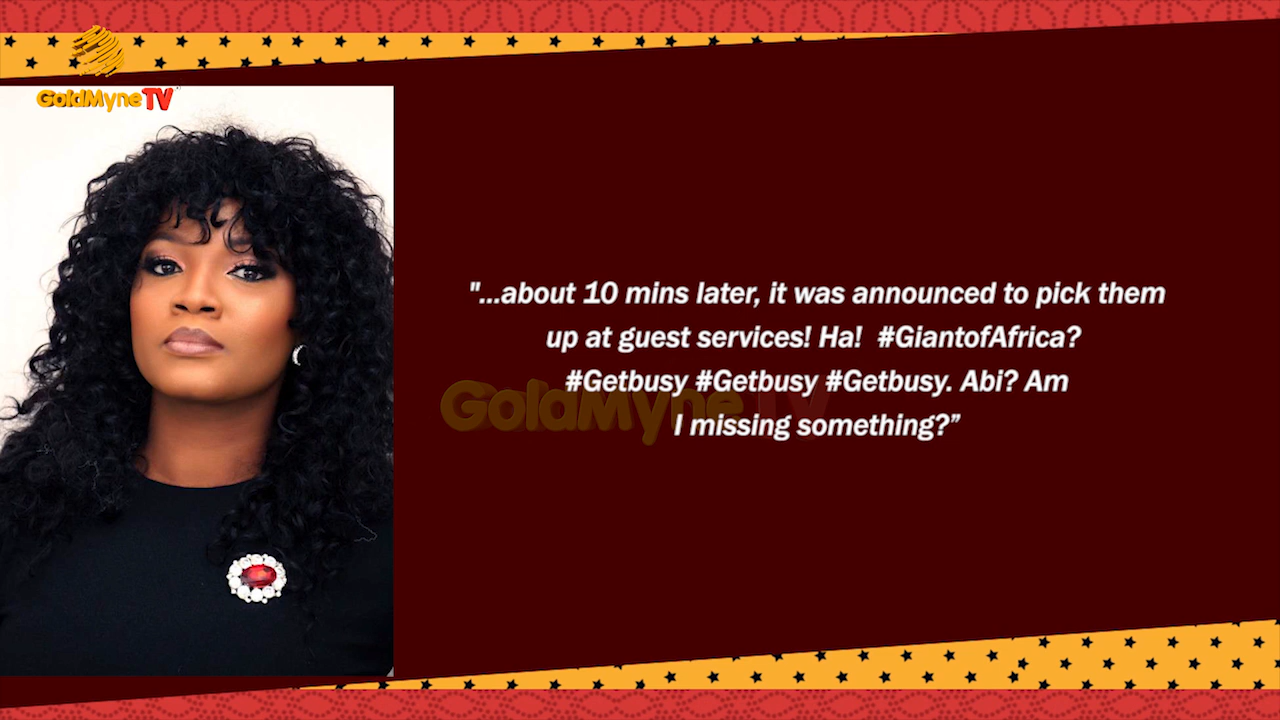 GoldMyneTV
"...about 10 mins later, it was announced to pick them
up at guest services! Ha! #GiantofAfrica?
#Getbusy #Getbusy #Getbusy. Abi? Am
GoldMyneTV
I missing something?”